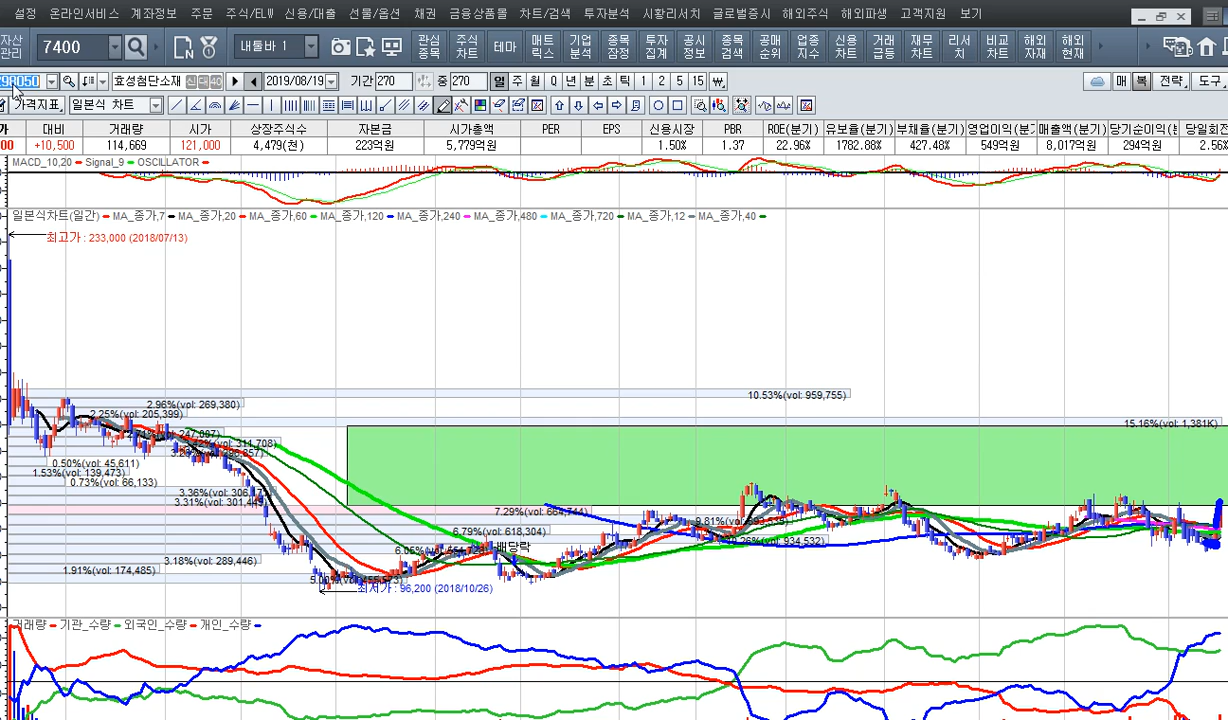 설정 온라인서비스 계좌정보 주문 주식/ELW 신용/대출 선물/옵션 채권 금융상품몰 차트/검색 투자분석 시황리서치 글로벌증시 해외주식 해외파생 고객지원 보기
자산관리 7400 내툴바 1 관심종목 주식차트 테마 매트릭스 기업분석 종목잠정 투자집계 공시정보 종목검색 공매순위 업종지수 신용차트 거래급등 재무차트 리서치 비교차트 해외자재 해외현재
298050 효성첨단소재 신대40 2019/08/19 기간 270 중 270 일 주 월 Q 년 분 초 틱 1 2 5 15 매 복 전략 도구
가격지표 일본식 차트
가 대비 거래량 시가 상장주식수 자본금 시가총액 PER EPS 신용시장 PBR ROE(분기) 유보율(분기) 부채율(분기) 영업이익(분기) 매출액(분기) 당기순이익(분 당일회전
00 +10,500 114,669 121,000 4,479(천) 223억원 5,779억원 1.50% 1.37 22.96% 1782.88% 427.48% 549억원 8,017억원 294억원 2.56%
MACD_10,20 Signal_9 OSCILLATOR
일본식차트(일간) MA_종가,7 MA_종가,20 MA_종가,60 MA_종가,120 MA_종가,240 MA_종가,480 MA_종가,720 MA_종가,12 MA_종가,40
최고가 : 233,000 (2018/07/13)
10.53%(vol: 959,755)
2.96%(vol: 269,380)
2.25%(vol: 205,399)
15.16%(vol: 1,381K)
0.50%(vol: 45,611)
1.53%(vol: 139,473)
0.73%(vol: 66,133)
7.29%(vol: 664,744)
6.79%(vol: 618,304)
배당락
3.18%(vol: 289,446)
1.91%(vol: 174,485)
최저가 : 96,200 (2018/10/26)
거래량 기관_수량 외국인_수량 개인_수량